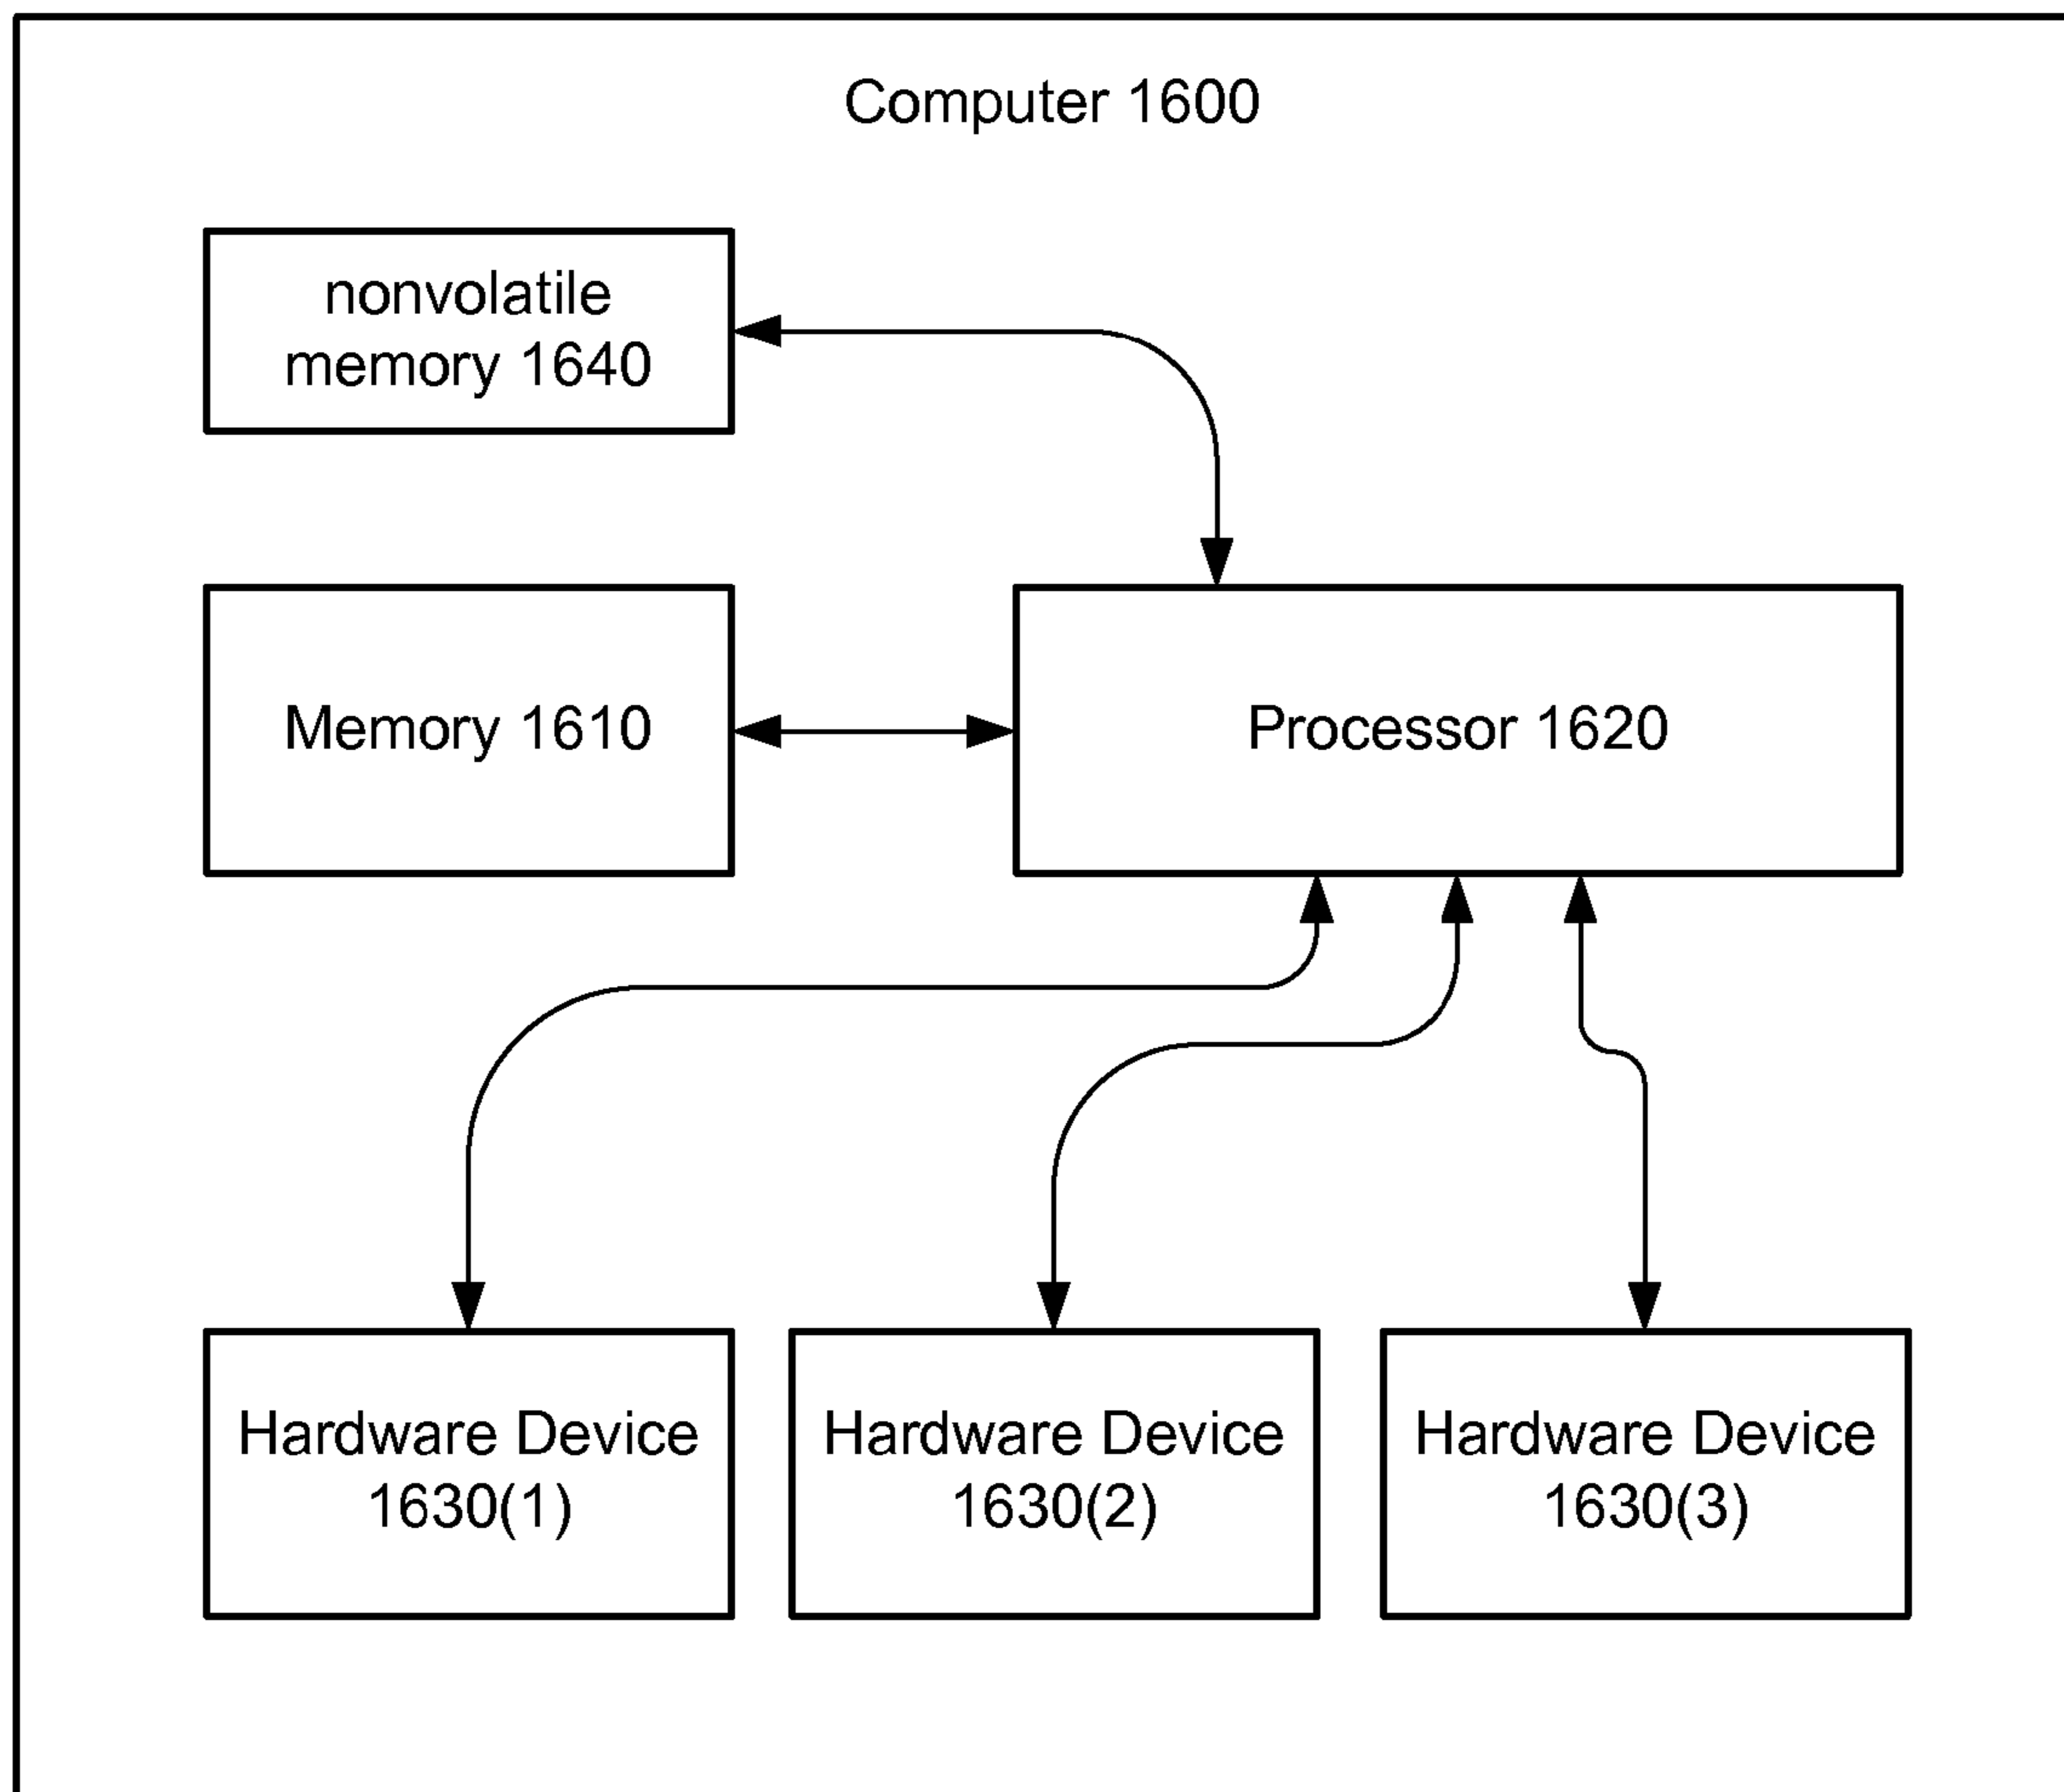 Computer 1600
nonvolatile
memory 1640
Memory 1610
Processor 1620
Hardware Device
1630(1)
Hardware Device
1630(2)
Hardware Device
1630(3)